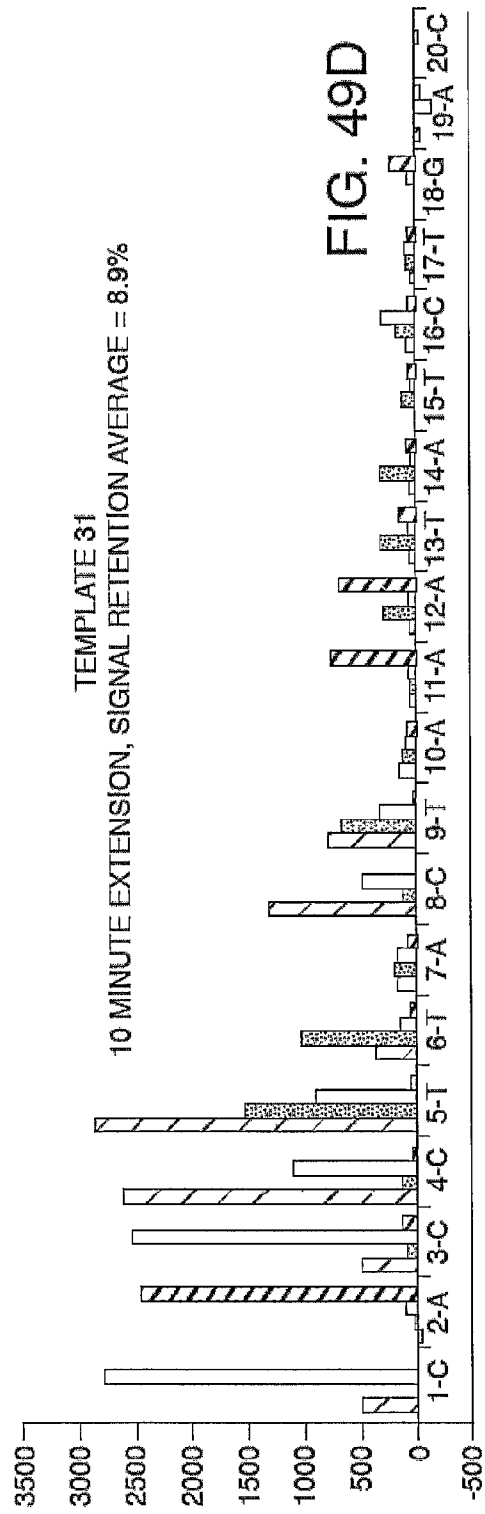 TEMPLATE 31
10 MINUTE EXTENSION, SIGNAL RETENTION AVERAGE = 8.9%
FIG. 49D
3500
3000
2500
2000
1500
1000
500
0
-500
1-C 2-A 3-C 4-C 5-T 6-T 7-A 8-C 9-T 10-A 11-A 12-A 13-T 14-A 15-T 16-C 17-T 18-G 19-A 20-C